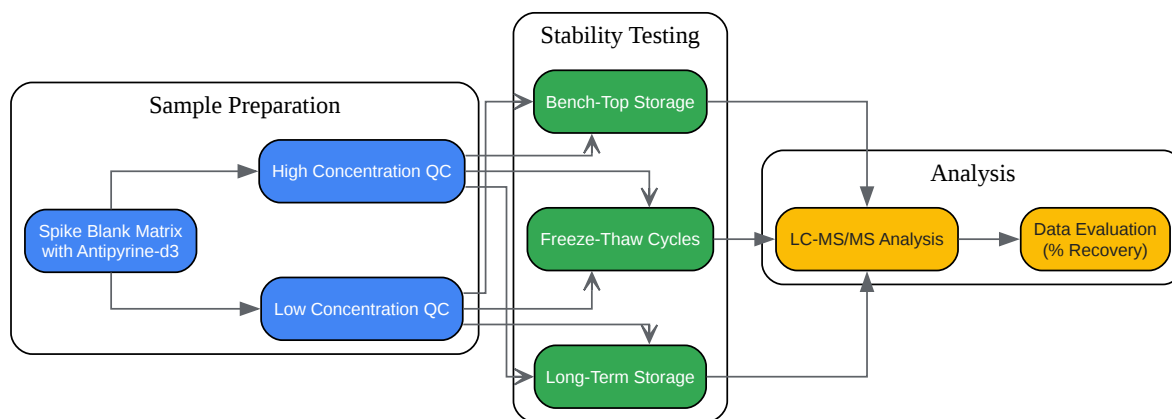 Sample Preparation
Spike Blank Matrix
with Antipyrine-d3
High Concentration QC
Low Concentration QC
Stability Testing
Bench-Top Storage
Freeze-Thaw Cycles
Long-Term Storage
Analysis
LC-MS/MS Analysis
Data Evaluation
(% Recovery)